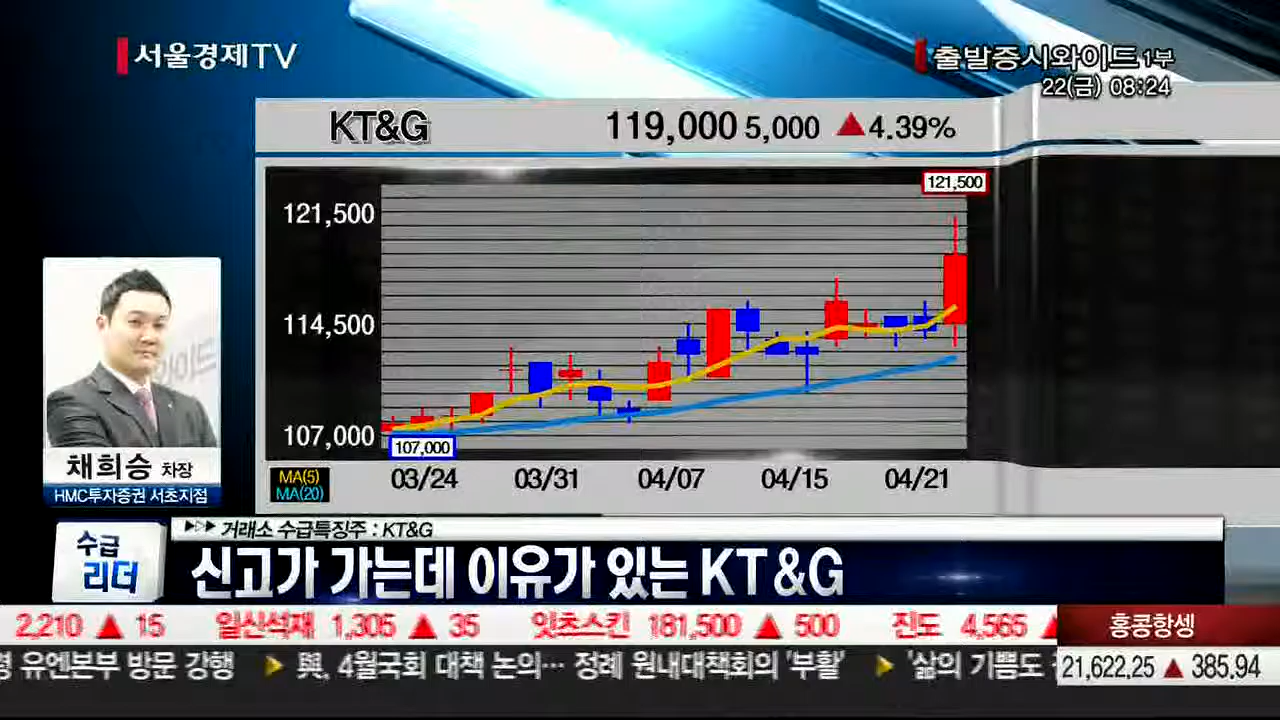 서울경제TV
출발증시와이드 1부
22(금) 08:24
KT&G 119,000 5,000 ▲4.39%
121,500
121,500
114,500
107,000
107,000
MA(5)
MA(20)
03/24 03/31 04/07 04/15 04/21
채희승 차장
HMC투자증권 서초지점
수급
리더
▶▷▶ 거래소 수급특징주 : KT&G
신고가 가는데 이유가 있는 KT&G
2,210 ▲ 15 일신석재 1,305 ▲ 35 잇츠스킨 181,500 ▲ 500 진도 4,565 ▲
홍콩항셍
유엔본부 방문 강행 ▶ 與, 4월국회 대책 논의… 정례 원내대책회의 '부활' ▶ '삶의 기쁨도
21,622.25 ▲ 385.94